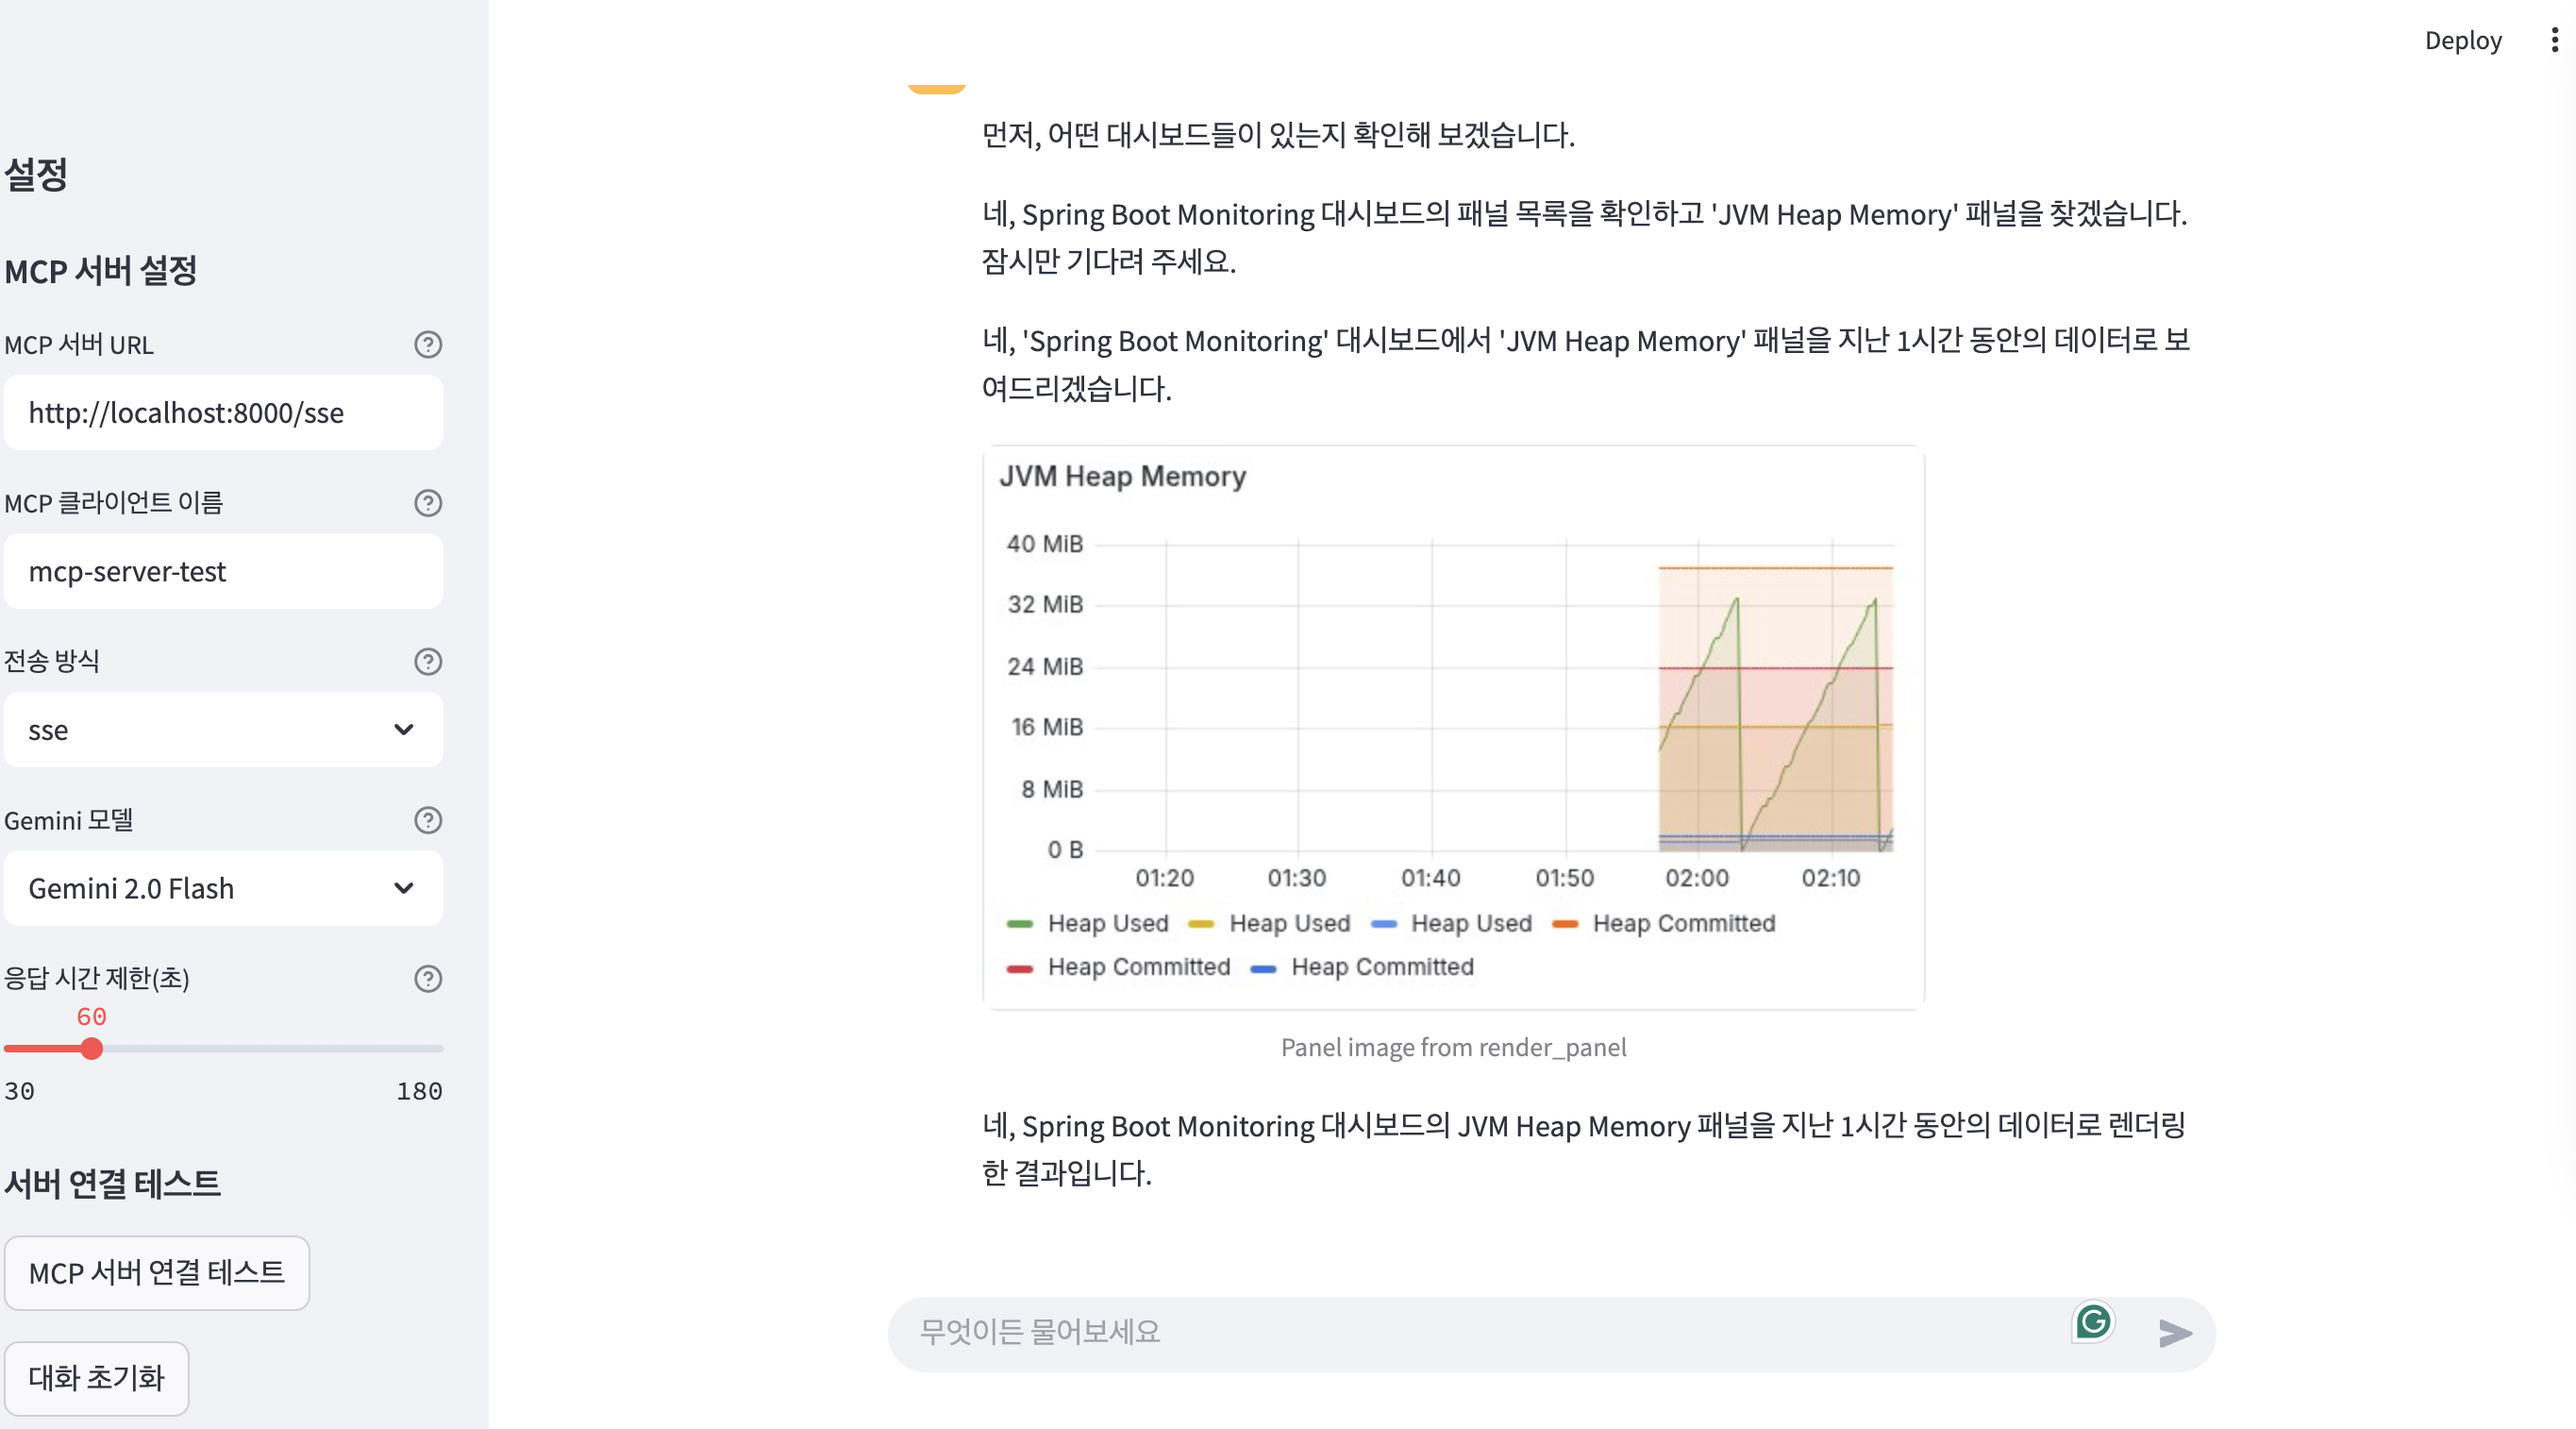 Deploy
설정
MCP 서버 설정
MCP 서버 URL
http://localhost:8000/sse
MCP 클라이언트 이름
mcp-server-test
전송 방식
sse
Gemini 모델
Gemini 2.0 Flash
응답 시간 제한(초)
60
30 180
서버 연결 테스트
MCP 서버 연결 테스트
대화 초기화
먼저, 어떤 대시보드들이 있는지 확인해 보겠습니다.
네, Spring Boot Monitoring 대시보드의 패널 목록을 확인하고 'JVM Heap Memory' 패널을 찾겠습니다.
잠시만 기다려 주세요.
네, 'Spring Boot Monitoring' 대시보드에서 'JVM Heap Memory' 패널을 지난 1시간 동안의 데이터로 보
여드리겠습니다.
JVM Heap Memory
40 MiB
32 MiB
24 MiB
16 MiB
8 MiB
0 B
01:20 01:30 01:40 01:50 02:00 02:10
Heap Used Heap Used Heap Used Heap Committed
Heap Committed Heap Committed
Panel image from render_panel
네, Spring Boot Monitoring 대시보드의 JVM Heap Memory 패널을 지난 1시간 동안의 데이터로 렌더링
한 결과입니다.
무엇이든 물어보세요